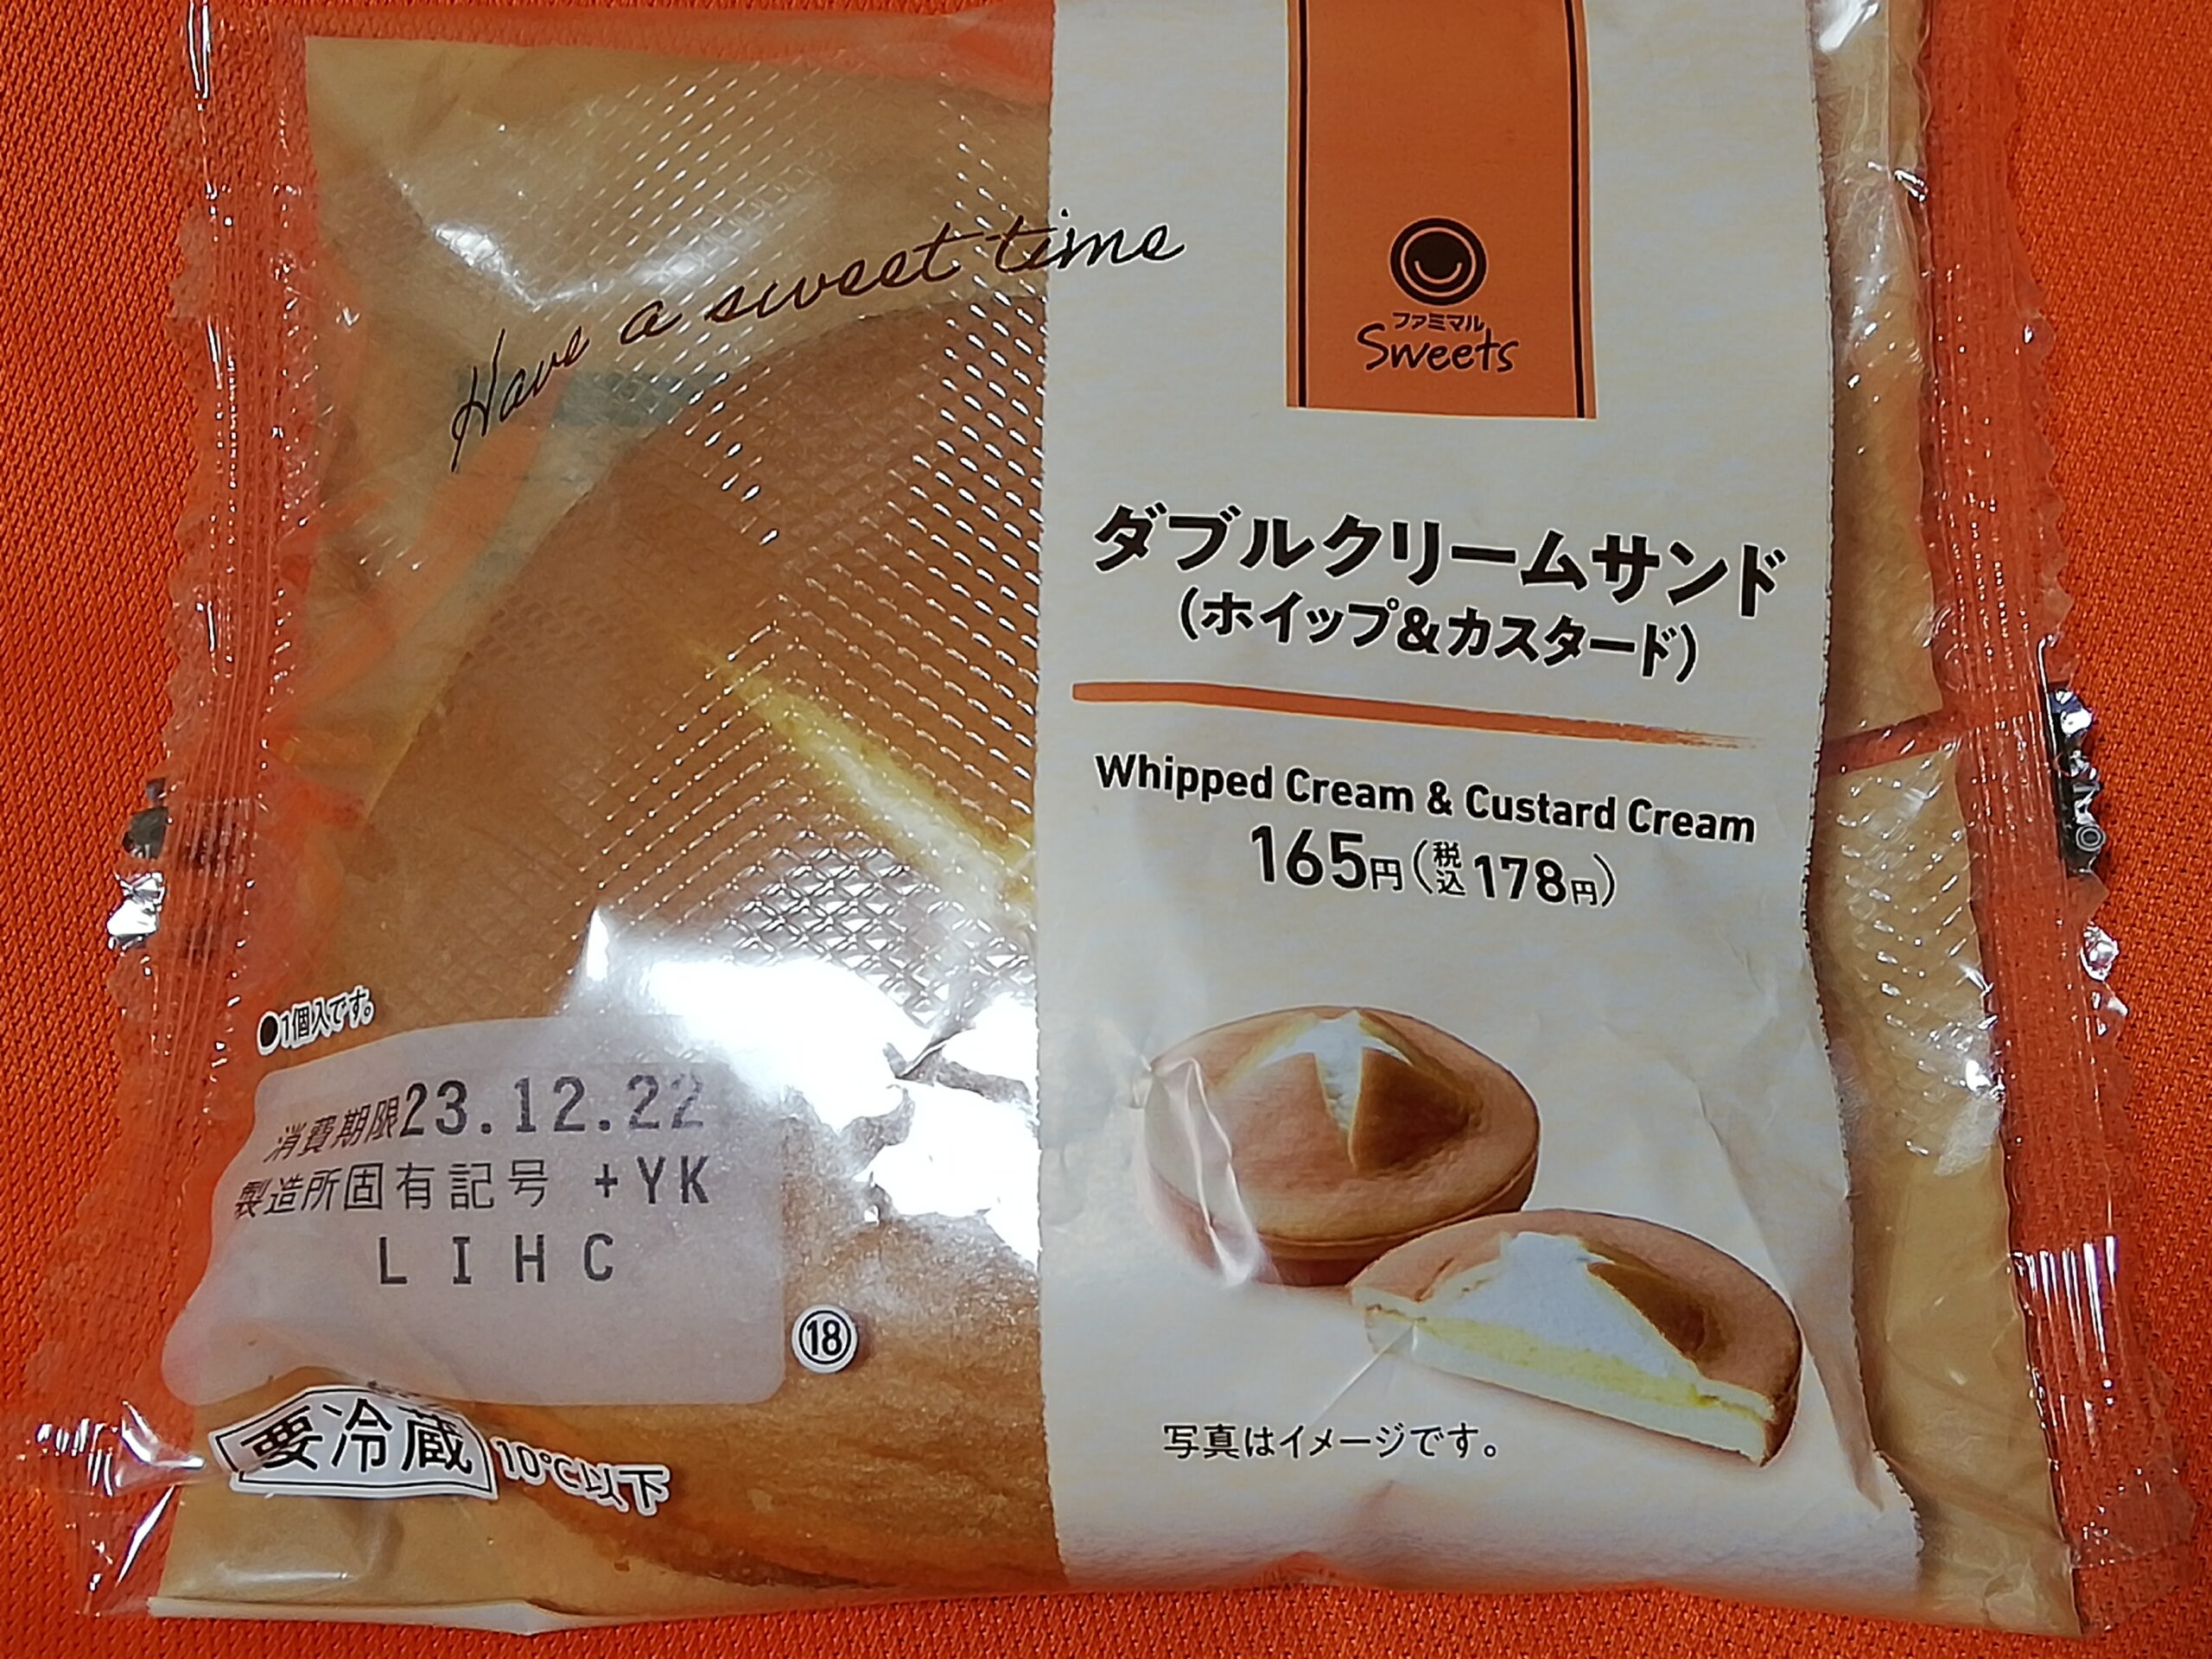 Have a sweet time
ファミマル
Sweets
ダブルクリームサンド
(ホイップ&カスタード)
Whipped Cream & Custard Cream
165円(税込178円)
●1個入です。
消費期限23.12.22
製造所固有記号 +YK
LIHC
⑱
要冷蔵 10℃以下
写真はイメージです。